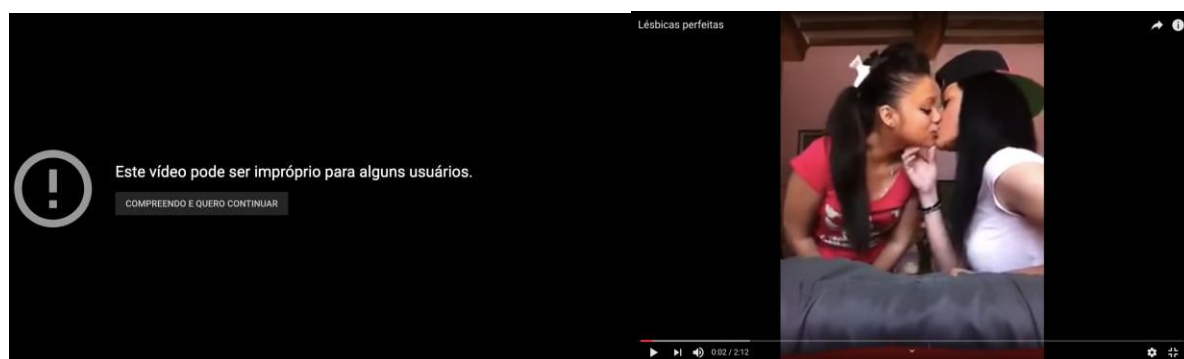 Este vídeo pode ser impróprio para alguns usuários.
COMPREENDO E QUERO CONTINUAR
Lésbicas perfeitas
0:02 / 2:12